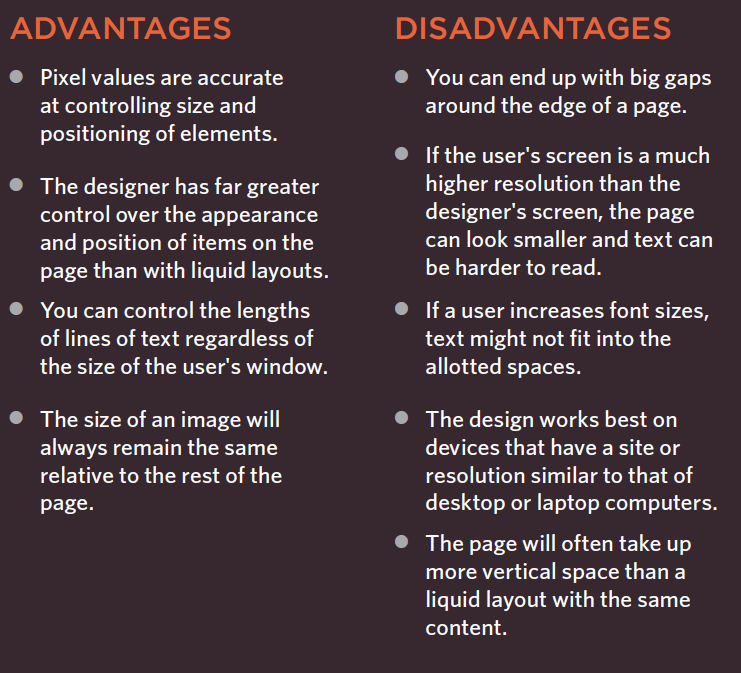 ADVANTAGES
Pixel values are accurate
at controlling size and
positioning of elements.
The designer has far greater
control over the appearance
and position of items on the
page than with liquid layouts.
You can control the lengths
of lines of text regardless of
the size of the user's window.
The size of an image will
always remain the same
relative to the rest of the
page.
DISADVANTAGES
You can end up with big gaps
around the edge of a page.
If the user's screen is a much
higher resolution than the
designer's screen, the page
can look smaller and text can
be harder to read.
If a user increases font sizes,
text might not fit into the
allotted spaces.
The design works best on
devices that have a site or
resolution similar to that of
desktop or laptop computers.
The page will often take up
more vertical space than a
liquid layout with the same
content.